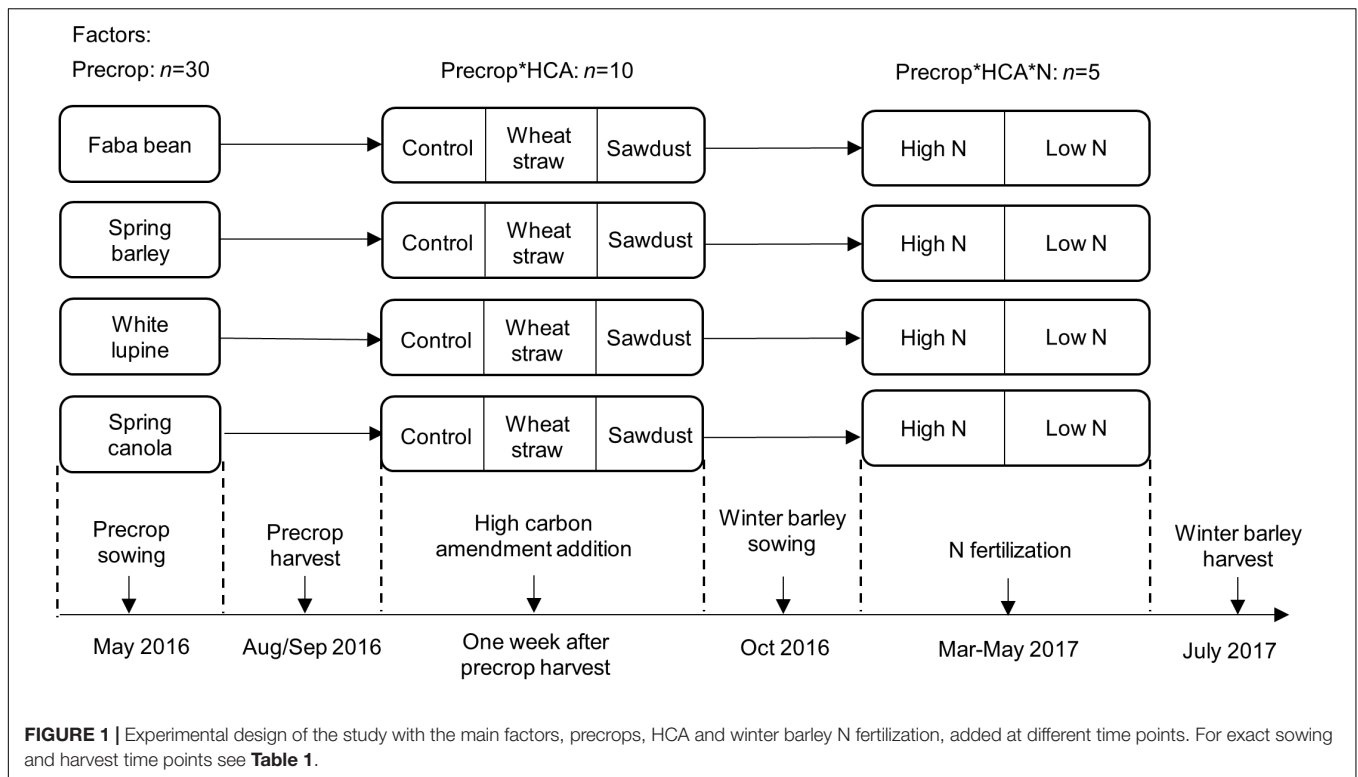 Factors:
Precrop: n=30
Precrop*HCA: n=10
Precrop*HCA*N: n=5
Faba bean
Control
Wheat
straw
Sawdust
High N
Low N
Spring
barley
Control
Wheat
straw
Sawdust
High N
Low N
White
lupine
Control
Wheat
straw
Sawdust
High N
Low N
Spring
canola
Control
Wheat
straw
Sawdust
High N
Low N
Precrop
sowing
Precrop
harvest
High carbon
amendment addition
Winter barley
sowing
N fertilization
Winter barley
harvest
May 2016
Aug/Sep 2016
One week after
precrop harvest
Oct 2016
Mar-May 2017
July 2017
FIGURE 1 | Experimental design of the study with the main factors, precrops, HCA and winter barley N fertilization, added at different time points. For exact sowing
and harvest time points see Table 1.